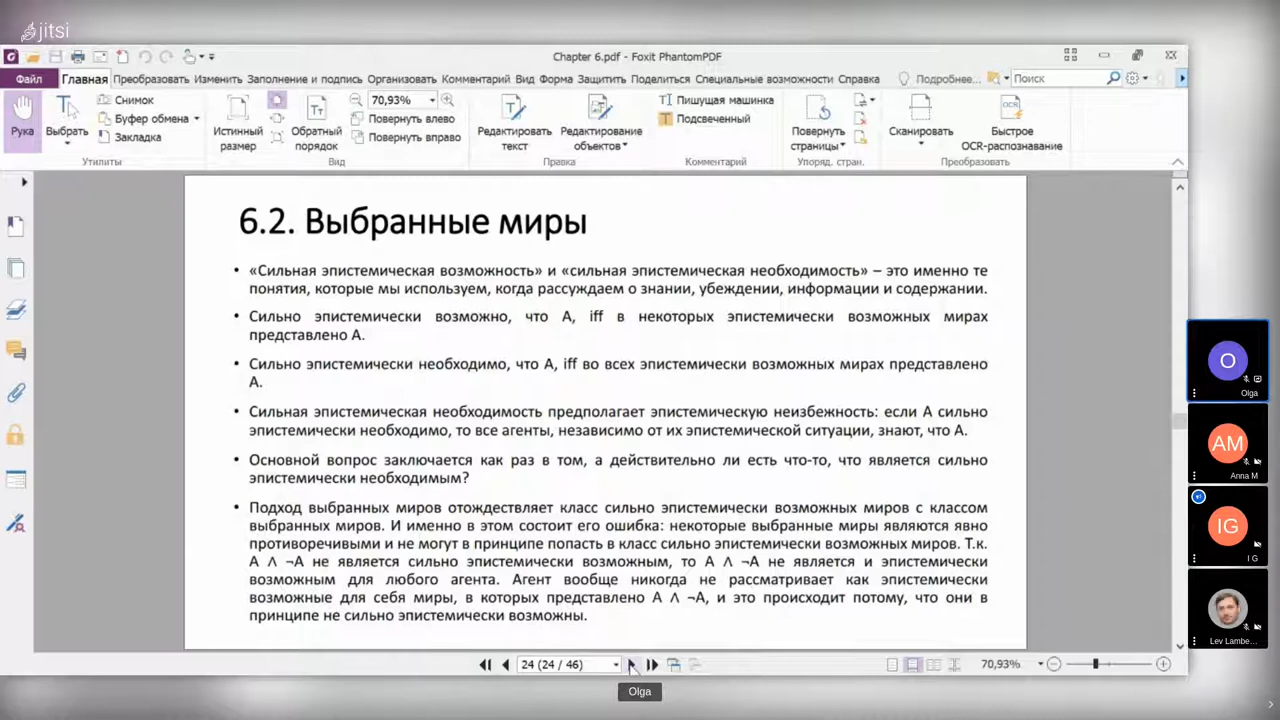 jitsi
Chapter 6.pdf - Foxit PhantomPDF
Файл Главная Преобразовать Изменить Заполнение и подпись Организовать Комментарий Вид Форма Защитить Поделиться Специальные возможности Справка Подробнее... Поиск
Рука
Выбрать
Снимок
Буфер обмена
Закладка
Утилиты
Истинный размер
70,93%
Обратный порядок
Повернуть влево
Повернуть вправо
Вид
Редактировать текст
Редактирование объектов
Правка
Пишущая машинка
Подсвеченный
Комментарий
Повернуть страницы
Упоряд. стран.
Сканировать
OCR
Быстрое OCR-распознавание
Преобразовать
6.2. Выбранные миры
• «Сильная эпистемическая возможность» и «сильная эпистемическая необходимость» – это именно те
понятия, которые мы используем, когда рассуждаем о знании, убеждении, информации и содержании.
• Сильно эпистемически возможно, что А, iff в некоторых эпистемически возможных мирах
представлено А.
• Сильно эпистемически необходимо, что А, iff во всех эпистемически возможных мирах представлено
А.
• Сильная эпистемическая необходимость предполагает эпистемическую неизбежность: если А сильно
эпистемически необходимо, то все агенты, независимо от их эпистемической ситуации, знают, что А.
• Основной вопрос заключается как раз в том, а действительно ли есть что-то, что является сильно
эпистемически необходимым?
• Подход выбранных миров отождествляет класс сильно эпистемически возможных миров с классом
выбранных миров. И именно в этом состоит его ошибка: некоторые выбранные миры являются явно
противоречивыми и не могут в принципе попасть в класс сильно эпистемически возможных миров. Т.к.
А Λ ¬А не является сильно эпистемически возможным, то А Λ ¬А не является и эпистемически
возможным для любого агента. Агент вообще никогда не рассматривает как эпистемически
возможные для себя миры, в которых представлено А Λ ¬А, и это происходит потому, что они в
принципе не сильно эпистемически возможны.
24 (24 / 46)
70,93%
Olga
O
Olga
AM
Anna M
IG
I G
Lev Lambe...